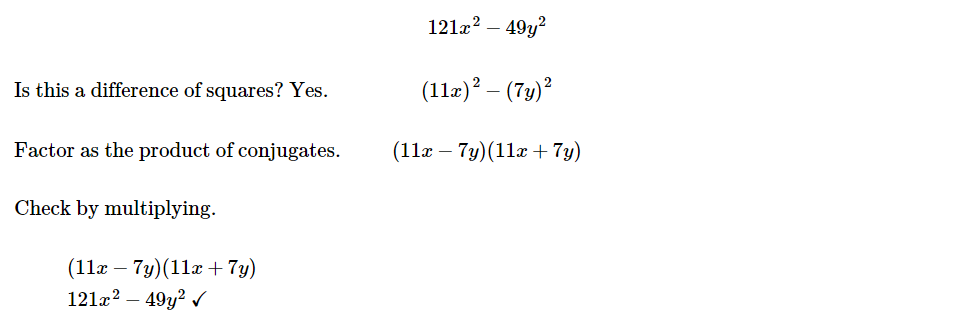 121x² − 49y²
Is this a difference of squares? Yes. (11x)² − (7y)²
Factor as the product of conjugates. (11x − 7y)(11x + 7y)
Check by multiplying.
(11x − 7y)(11x + 7y)
121x² − 49y² ✓